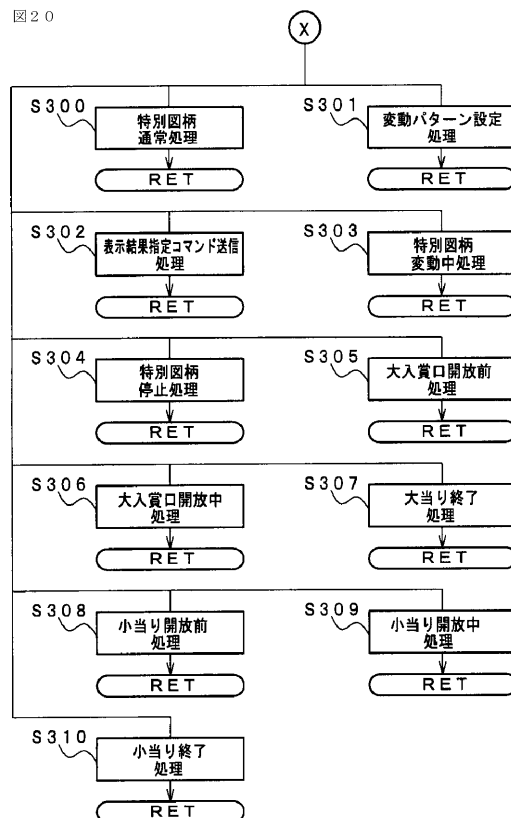 図20
X
S300
特別図柄
通常処理
RET
S301
変動パターン設定
処理
RET
S302
表示結果指定コマンド送信
処理
RET
S303
特別図柄
変動中処理
RET
S304
特別図柄
停止処理
RET
S305
大入賞口開放前
処理
RET
S306
大入賞口開放中
処理
RET
S307
大当り終了
処理
RET
S308
小当り開放前
処理
RET
S309
小当り開放中
処理
RET
S310
小当り終了
処理
RET